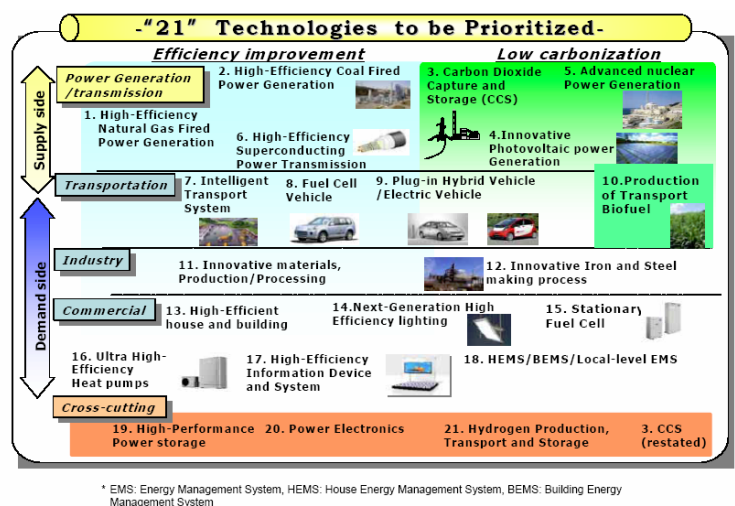 -"21" Technologies to be Prioritized-
Efficiency improvement
Low carbonization
Supply side
Demand side
Power Generation
/transmission
1. High-Efficiency
Natural Gas Fired
Power Generation
2. High-Efficiency Coal Fired
Power Generation
3. Carbon Dioxide
Capture and
Storage (CCS)
5. Advanced nuclear
Power Generation
6. High-Efficiency
Superconducting
Power Transmission
4.Innovative
Photovoltaic power
Generation
Transportation
7. Intelligent
Transport
System
8. Fuel Cell
Vehicle
9. Plug-in Hybrid Vehicle
/Electric Vehicle
10.Production
of Transport
Biofuel
Industry
11. Innovative materials,
Production/Processing
12. Innovative Iron and Steel
making process
Commercial
13. High-Efficient
house and building
14.Next-Generation High
Efficiency lighting
15. Stationary
Fuel Cell
16. Ultra High-
Efficiency
Heat pumps
17. High-Efficiency
Information Device
and System
18. HEMS/BEMS/Local-level EMS
Cross-cutting
19. High-Performance
Power storage
20. Power Electronics
21. Hydrogen Production,
Transport and Storage
3. CCS
(restated)
* EMS: Energy Management System, HEMS: House Energy Management System, BEMS: Building Energy
Management System